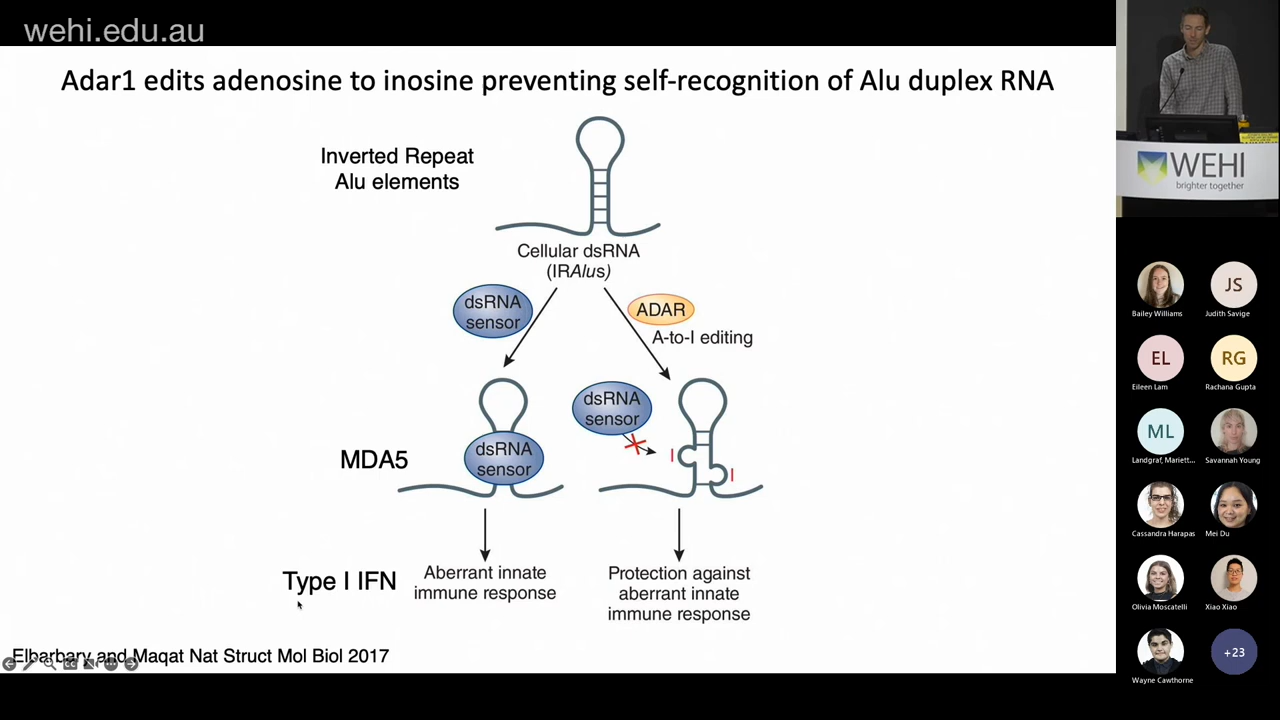 wehi.edu.au
Adar1 edits adenosine to inosine preventing self-recognition of Alu duplex RNA
Inverted Repeat
Alu elements
Cellular dsRNA
(IRAlus)
dsRNA
sensor
ADAR
A-to-I editing
dsRNA
sensor
I
I
MDA5
dsRNA
sensor
Type I IFN
Aberrant innate
immune response
Protection against
aberrant innate
immune response
Elbarbary and Maqat Nat Struct Mol Biol 2017
WEHI
brighter together
Bailey Williams
JS
Judith Savige
EL
Eileen Lam
RG
Rachana Gupta
ML
Landgraf, Mariett...
Savannah Young
Cassandra Harapas
Mei Du
Olivia Moscatelli
Xiao Xiao
Wayne Cawthorne
+23